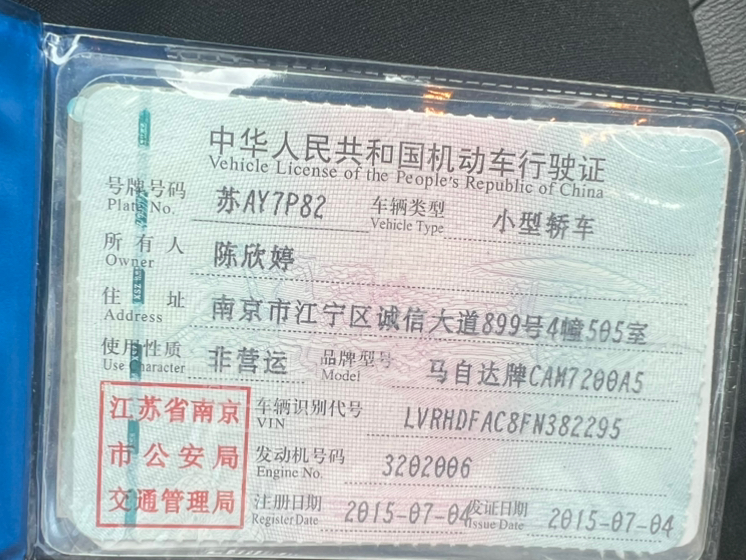 中华人民共和国机动车行驶证
Vehicle License of the People's Republic of China
号牌号码 苏AY7P82 车辆类型 小型轿车
Plate No. Vehicle Type
所有人 陈欣婷
Owner
住址 南京市江宁区诚信大道899号4幢505室
Address
使用性质 非营运 品牌型号 马自达牌CAM7200A5
Use Character Model
江苏省南京
市公安局
交通管理局
车辆识别代号 LVRHDFAC8FN382295
VIN
发动机号码 3202006
Engine No.
注册日期 2015-07-04 发证日期 2015-07-04
Register Date Issue Date